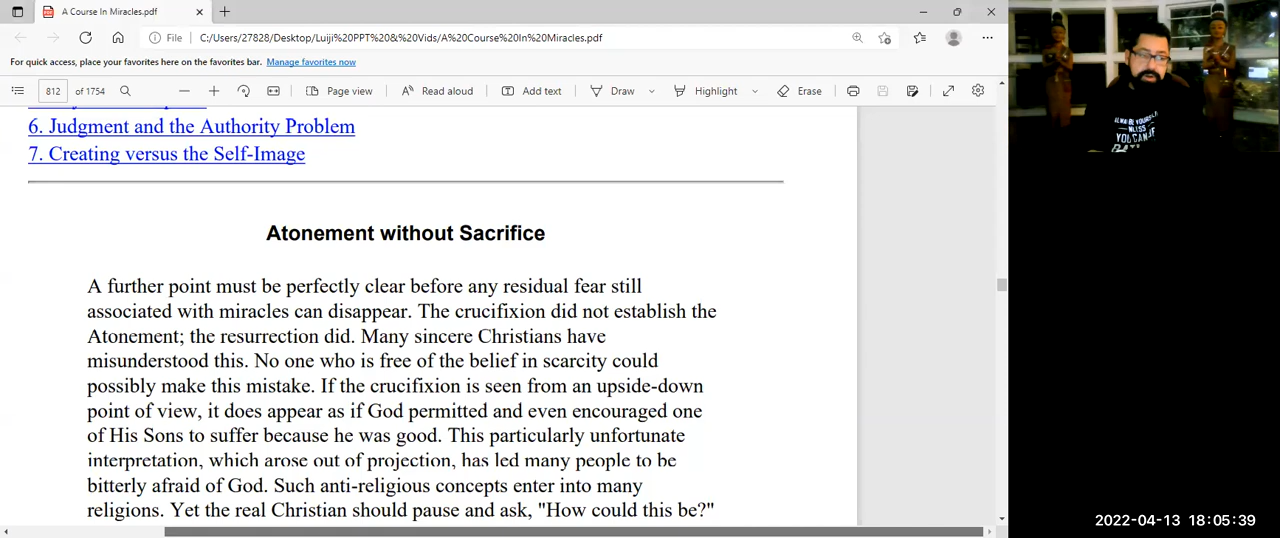 A Course In Miracles.pdf
File
C:/Users/27828/Desktop/Luiji%20PPT%20&%20Vids/A%20Course%20In%20Miracles.pdf
For quick access, place your favorites here on the favorites bar. Manage favorites now
812 of 1754
Page view
Read aloud
Add text
Draw
Highlight
Erase
6. Judgment and the Authority Problem
7. Creating versus the Self-Image
Atonement without Sacrifice
A further point must be perfectly clear before any residual fear still
associated with miracles can disappear. The crucifixion did not establish the
Atonement; the resurrection did. Many sincere Christians have
misunderstood this. No one who is free of the belief in scarcity could
possibly make this mistake. If the crucifixion is seen from an upside-down
point of view, it does appear as if God permitted and even encouraged one
of His Sons to suffer because he was good. This particularly unfortunate
interpretation, which arose out of projection, has led many people to be
bitterly afraid of God. Such anti-religious concepts enter into many
religions. Yet the real Christian should pause and ask, "How could this be?"
YOU CAN
2022-04-13 18:05:39